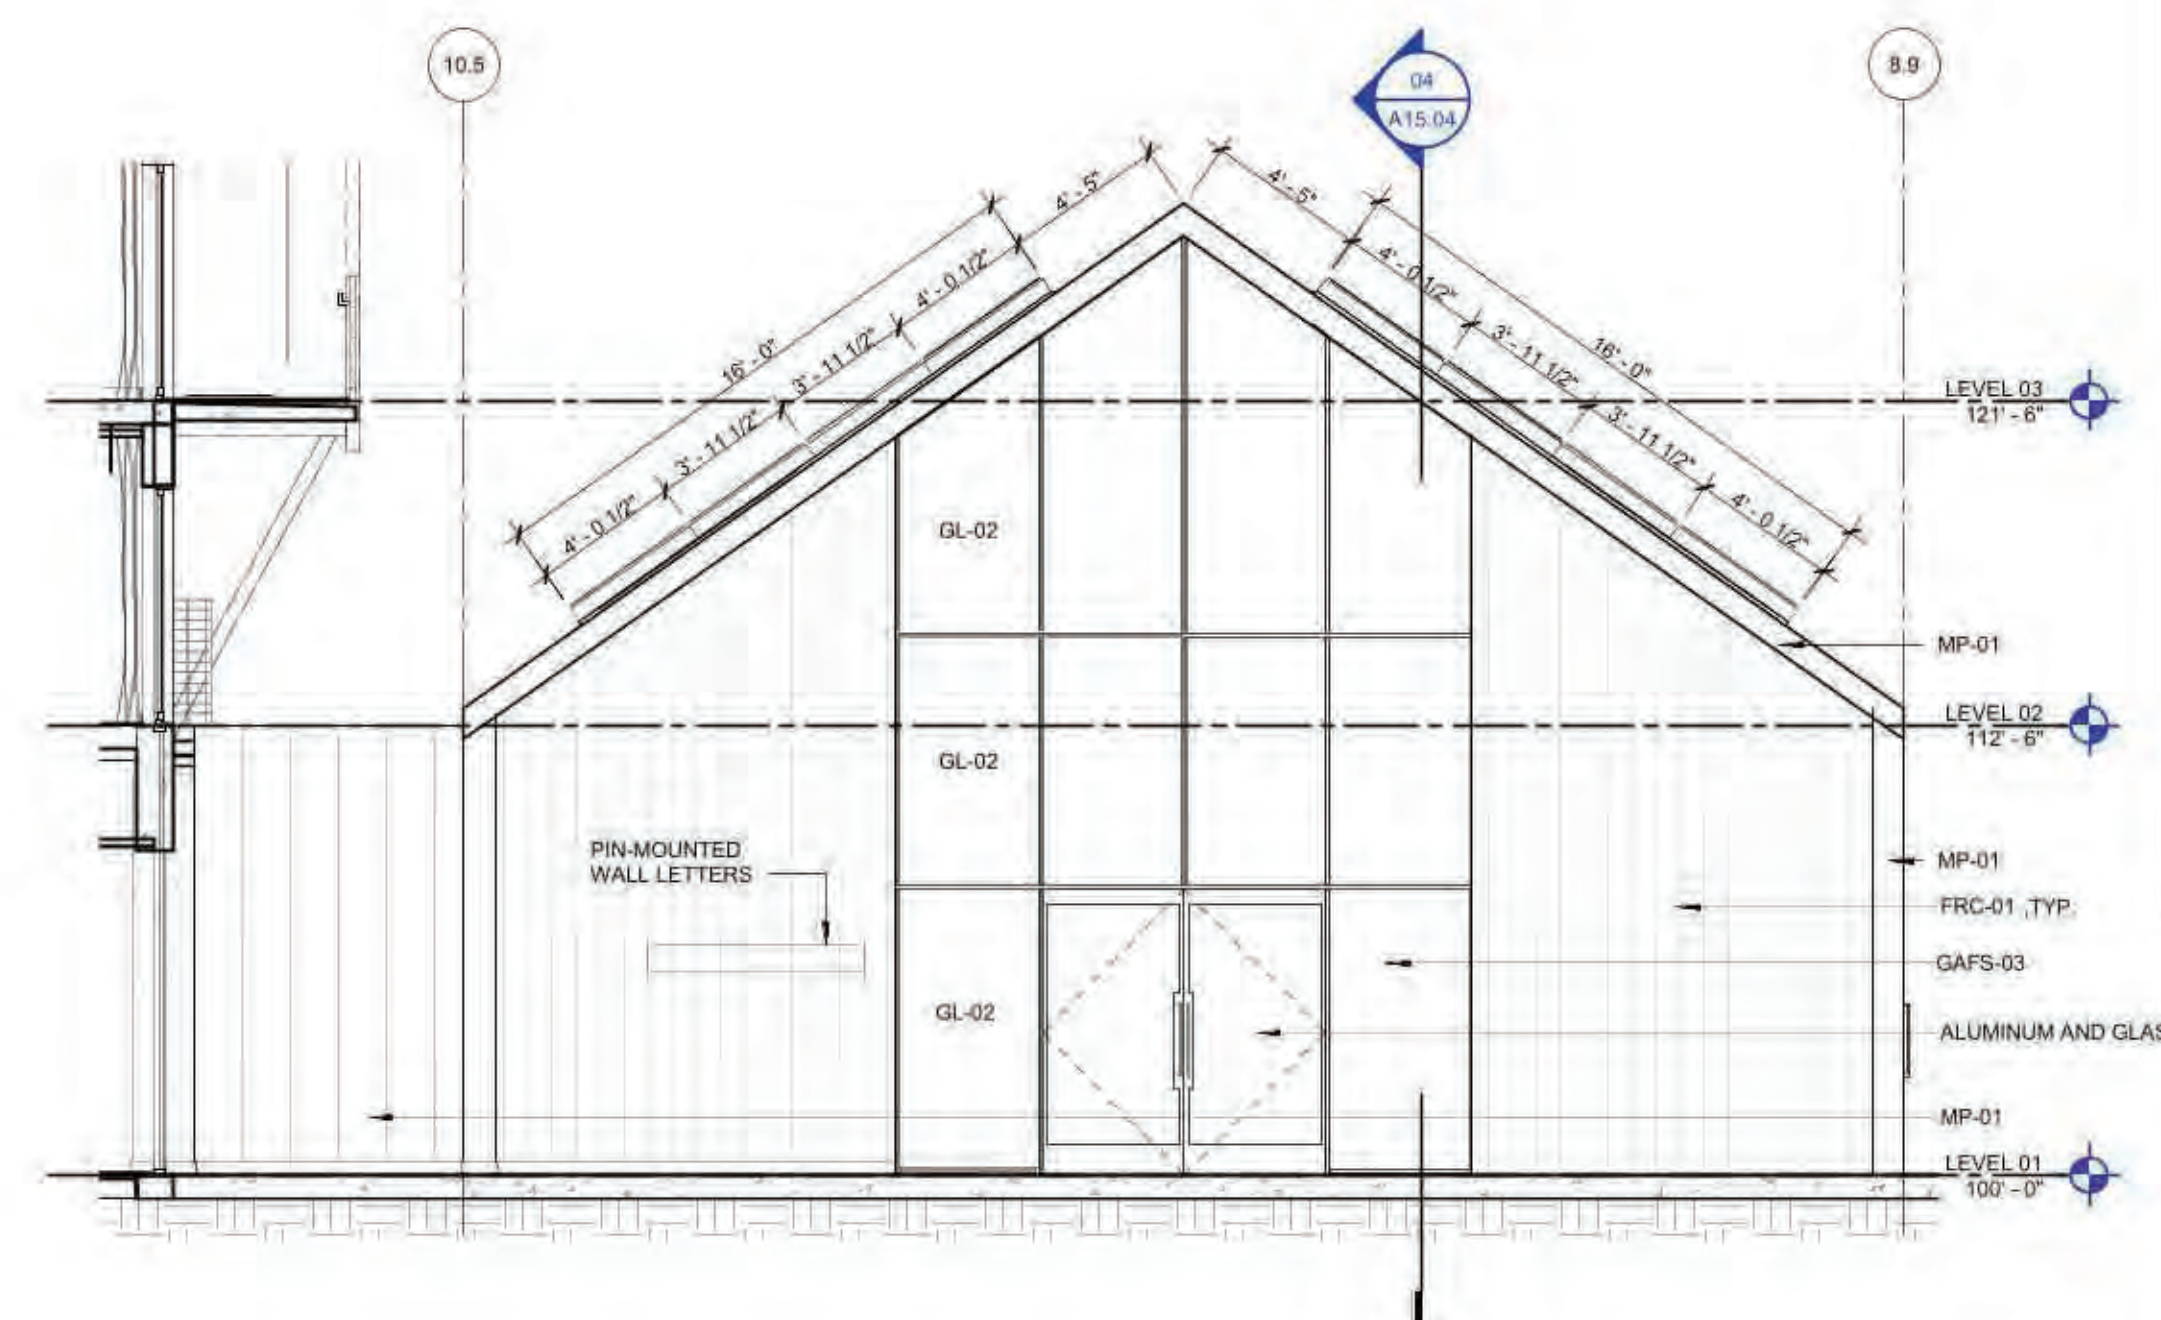 10.5
04
A15.04
8.9
4' - 5"
4' - 5"
16' - 0"
4' - 0 1/2"
3' - 11 1/2"
3' - 11 1/2"
4' - 0 1/2"
4' - 0 1/2"
3' - 11 1/2"
3' - 11 1/2"
4' - 0 1/2"
16' - 0"
LEVEL 03
121' - 6"
GL-02
MP-01
LEVEL 02
112' - 6"
GL-02
PIN-MOUNTED
WALL LETTERS
MP-01
FRC-01 ,TYP.
GAFS-03
GL-02
ALUMINUM AND GLAS
MP-01
LEVEL 01
100' - 0"